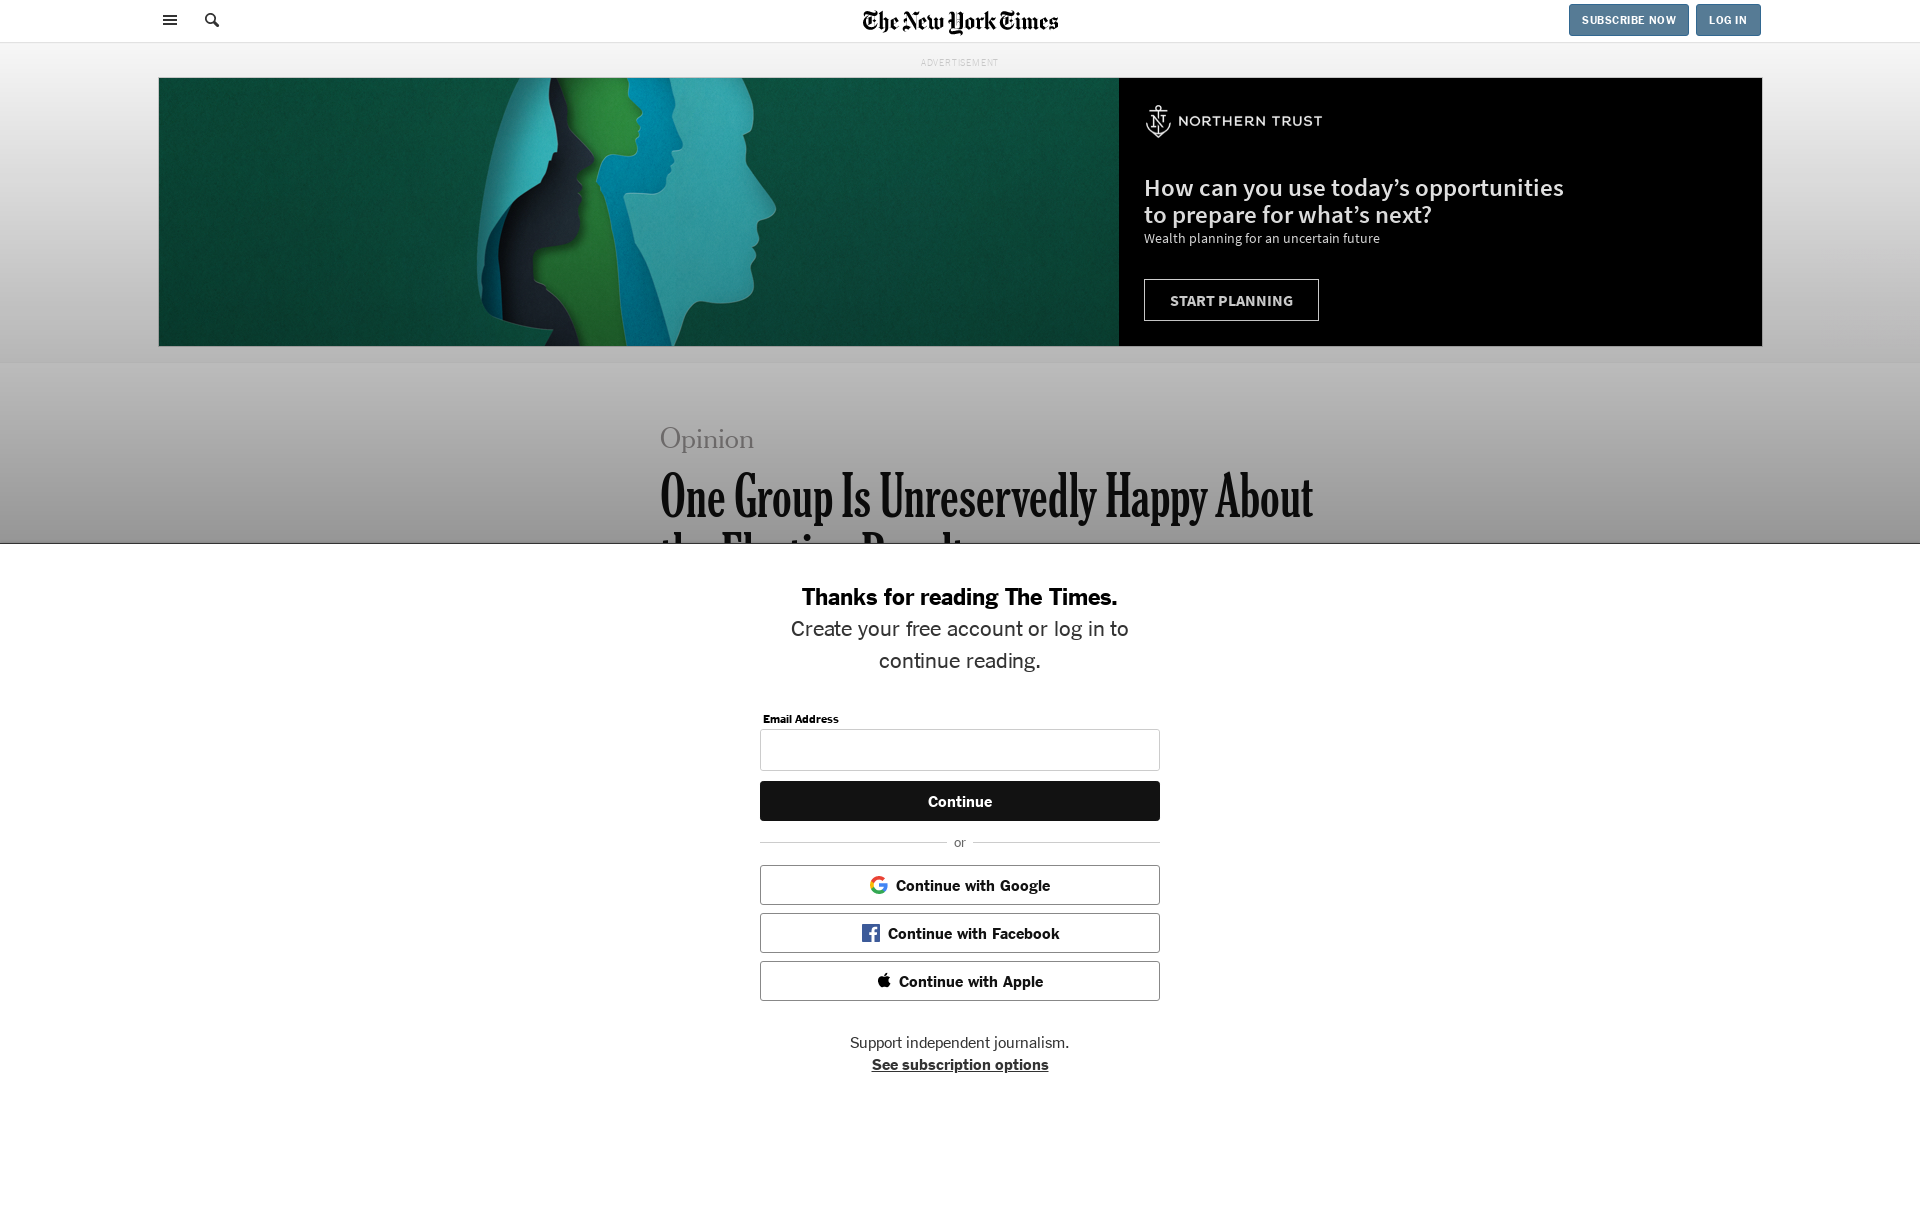 The New York Times
SUBSCRIBE NOW
LOG IN
ADVERTISEMENT
NORTHERN TRUST
How can you use today’s opportunities
to prepare for what’s next?
Wealth planning for an uncertain future
START PLANNING
Opinion
One Group Is Unreservedly Happy About
the Election Results
Thanks for reading The Times.
Create your free account or log in to
continue reading.
Email Address
Continue
or
Continue with Google
Continue with Facebook
Continue with Apple
Support independent journalism.
See subscription options